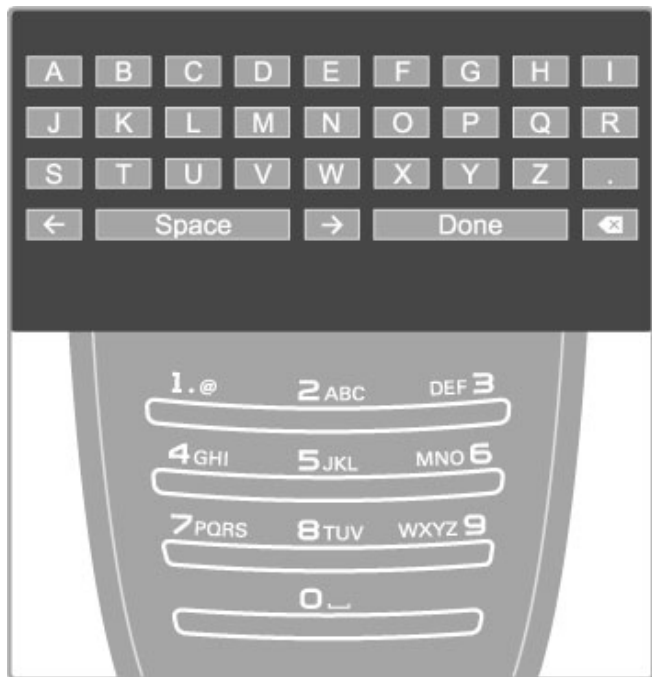 A B C D E F G H I
J K L M N O P Q R
S T U V W X Y Z .
← Space → Done ⌫
1.@ 2ABC DEF3
4GHI 5JKL MNO6
7PQRS 8TUV WXYZ9
0⎵